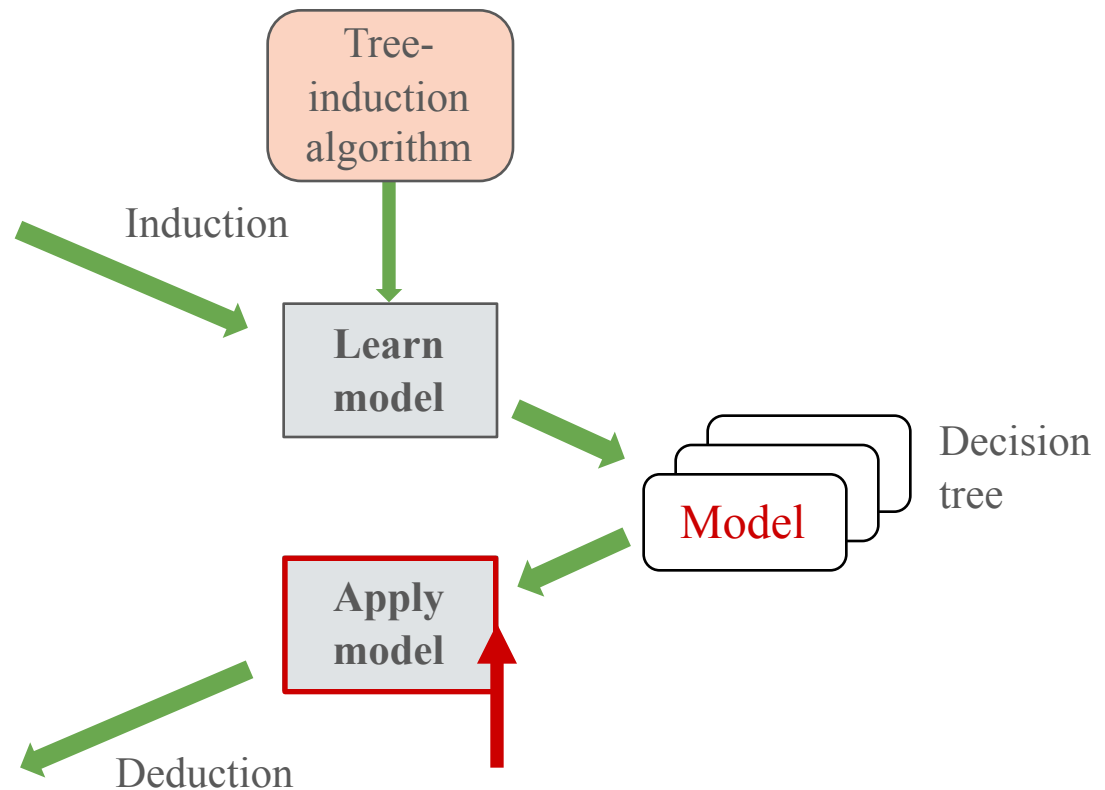 Tree-
induction
algorithm
Induction
Learn
model
Decision
tree
Model
Apply
model
Deduction